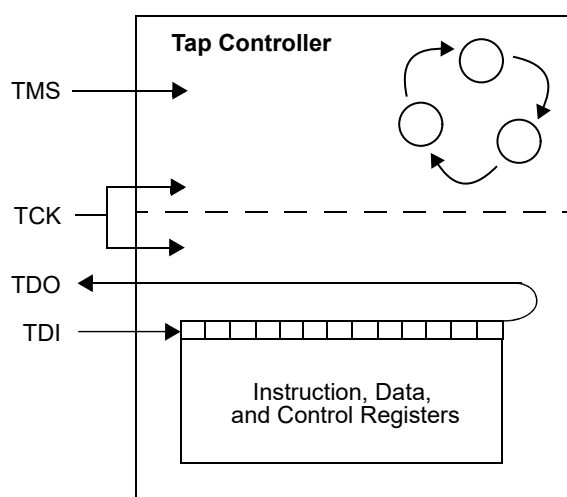 Tap Controller
TMS
TCK
TDO
TDI
Instruction, Data,
and Control Registers